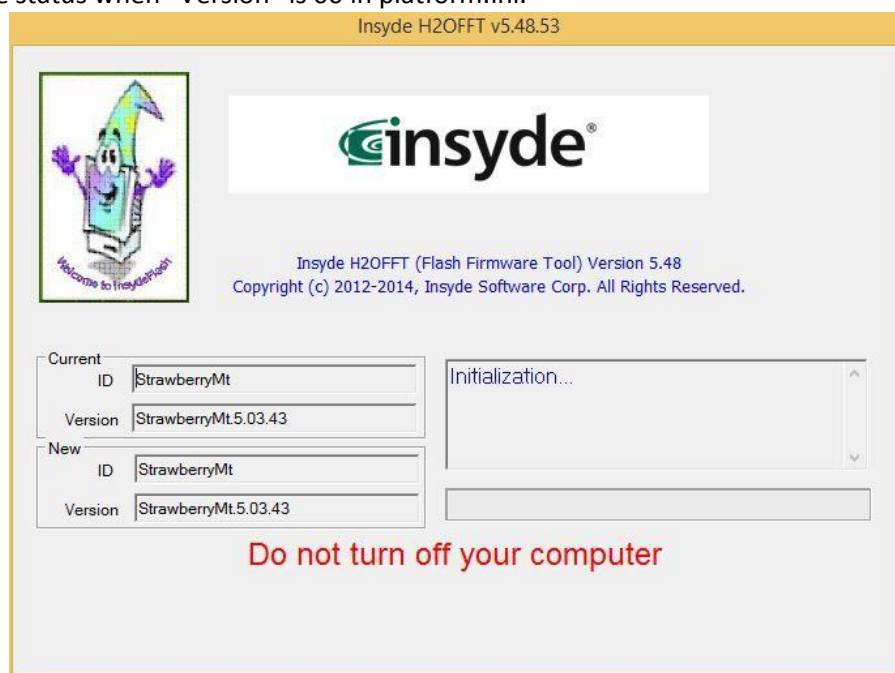 Insyde H2OFFT v5.48.53
insyde®
Welcome to InsydeFlash
Insyde H2OFFT (Flash Firmware Tool) Version 5.48
Copyright (c) 2012-2014, Insyde Software Corp. All Rights Reserved.
Current
ID StrawberryMt
Version StrawberryMt.5.03.43
New
ID StrawberryMt
Version StrawberryMt.5.03.43
Initialization...
Do not turn off your computer